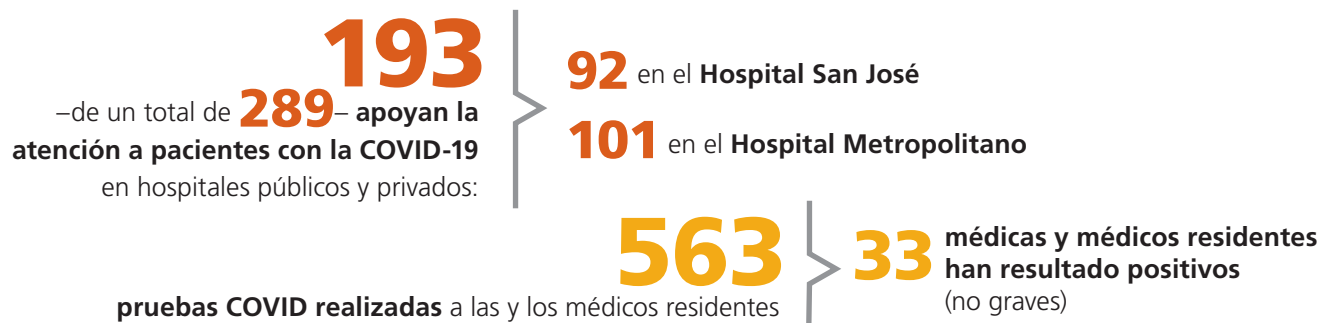 193
–de un total de 289– apoyan la
atención a pacientes con la COVID-19
en hospitales públicos y privados:
92 en el Hospital San José
101 en el Hospital Metropolitano
563
pruebas COVID realizadas a las y los médicos residentes
33 médicas y médicos residentes
han resultado positivos
(no graves)